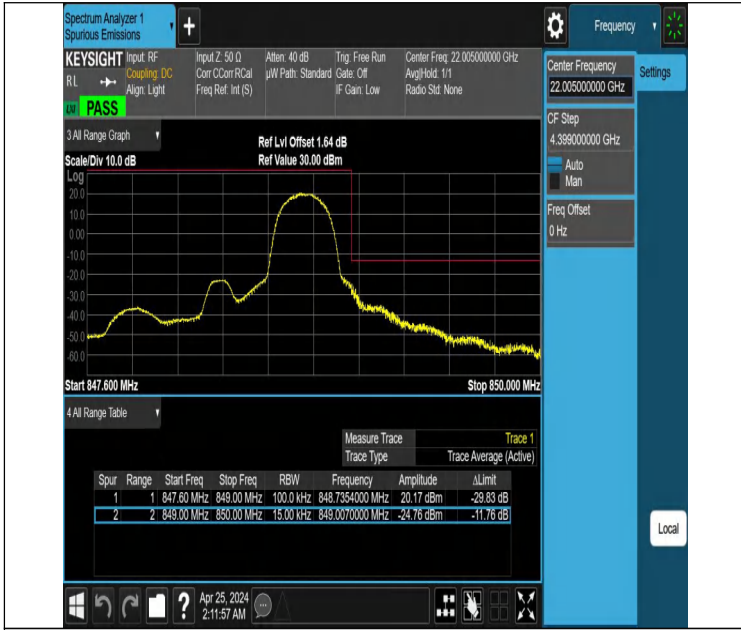 Spectrum Analyzer 1
Spurious Emissions
+
Frequency
KEYSIGHT
RL
LNI PASS
Input: RF
Coupling: DC
Align: Light
Input Z: 50 Ω
Corr CCorr RCal
Freq Ref: Int (S)
Atten: 40 dB
µW Path: Standard
Trig: Free Run
Gate: Off
IF Gain: Low
Center Freq: 22.005000000 GHz
Avg|Hold: 1/1
Radio Std: None
3 All Range Graph
Scale/Div 10.0 dB
Ref Lvl Offset 1.64 dB
Ref Value 30.00 dBm
Log
20.0
10.0
0.00
-10.0
-20.0
-30.0
-40.0
-50.0
-60.0
Start 847.600 MHz
Stop 850.000 MHz
4 All Range Table
Measure Trace Trace 1
Trace Type Trace Average (Active)
Spur Range Start Freq Stop Freq RBW Frequency Amplitude ΔLimit
1 1 847.60 MHz 849.00 MHz 100.0 kHz 848.7354000 MHz 20.17 dBm -29.83 dB
2 2 849.00 MHz 850.00 MHz 15.00 kHz 849.0070000 MHz -24.76 dBm -11.76 dB
Center Frequency
22.005000000 GHz
Settings
CF Step
4.399000000 GHz
Auto
Man
Freq Offset
0 Hz
Local
?
Apr 25, 2024
2:11:57 AM